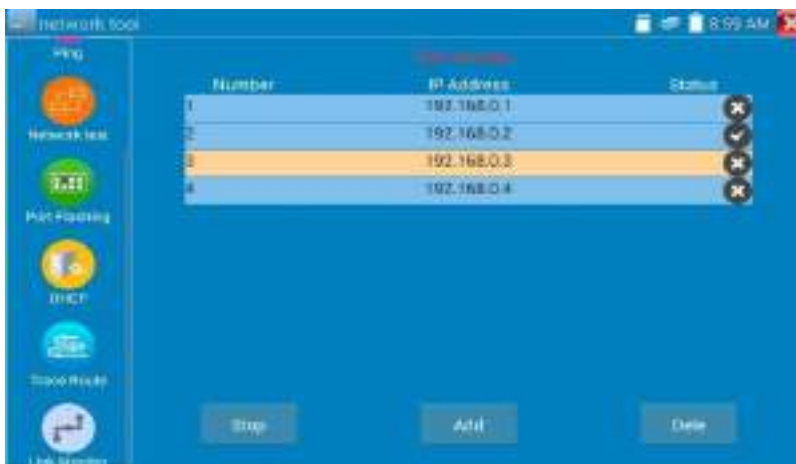 network tool
8:59 AM
Ping
Number IP Address Status
1 192.168.0.1
2 192.168.0.2
3 192.168.0.3
4 192.168.0.4
Network test
Port Flashing
DHCP
Trace Route
Link Monitor
Stop Add Dele